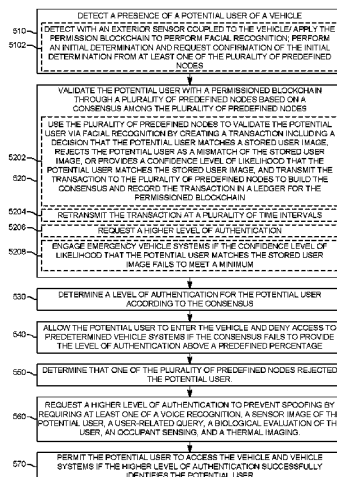 DETECT A PRESENCE OF A POTENTIAL USER OF A VEHICLE
510
DETECT WITH AN EXTERIOR SENSOR COUPLED TO THE VEHICLE/ APPLY THE
5102
PERMISSION BLOCKCHAIN TO PERFORM FACIAL RECOGNITION; PERFORM
AN INITIAL DETERMINATION AND REQUEST CONFIRMATION OF THE INITIAL
DETERMINATION FROM AT LEAST ONE OF THE PLURALITY OF PREDEFINED
NODES
VALIDATE THE POTENTIAL USER WITH A PERMISSIONED BLOCKCHAIN
THROUGH A PLURALITY OF PREDEFINED NODES BASED ON A
CONSENSUS AMONG THE PLURALITY OF PREDEFINED NODES
USE THE PLURALITY OF PREDEFINED NODES TO VALIDATE THE POTENTIAL
USER VIA FACIAL RECOGNITION BY CREATING A TRANSACTION INCLUDING A
DECISION THAT THE POTENTIAL USER MATCHES A STORED USER IMAGE,
REJECTS THE POTENTIAL USER AS A MISMATCH OF THE STORED USER
5202
IMAGE, OR PROVIDES A CONFIDENCE LEVEL OF LIKELIHOOD THAT THE
520
POTENTIAL USER MATCHES THE STORED USER IMAGE, AND TRANSMIT THE
TRANSACTION TO THE PLURALITY OF PREDEFINED NODES TO BUILD THE
CONSENSUS AND RECORD THE TRANSACTION IN A LEDGER FOR THE
PERMISSIONED BLOCKCHAIN
5204
RETRANSMIT THE TRANSACTION AT A PLURALITY OF TIME INTERVALS
5206
REQUEST A HIGHER LEVEL OF AUTHENTICATION
5208
ENGAGE EMERGENCY VEHICLE SYSTEMS IF THE CONFIDENCE LEVEL OF
LIKELIHOOD THAT THE POTENTIAL USER MATCHES THE STORED USER
IMAGE FAILS TO MEET A MINIMUM
530
DETERMINE A LEVEL OF AUTHENTICATION FOR THE POTENTIAL USER
ACCORDING TO THE CONSENSUS
540
ALLOW THE POTENTIAL USER TO ENTER THE VEHICLE AND DENY ACCESS TO
PREDETERMINED VEHICLE SYSTEMS IF THE CONSENSUS FAILS TO PROVIDE
THE LEVEL OF AUTHENTICATION ABOVE A PREDEFINED PERCENTAGE
550
DETERMINE THAT ONE OF THE PLURALITY OF PREDEFINED NODES REJECTED
THE POTENTIAL USER.
560
REQUEST A HIGHER LEVEL OF AUTHENTICATION TO PREVENT SPOOFING BY
REQUIRING AT LEAST ONE OF A VOICE RECOGNITION, A SENSOR IMAGE OF THE
POTENTIAL USER, A USER-RELATED QUERY, A BIOLOGICAL EVALUATION OF THE
USER, AN OCCUPANT SENSING, AND A THERMAL IMAGING.
570
PERMIT THE POTENTIAL USER TO ACCESS THE VEHICLE AND VEHICLE
SYSTEMS IF THE HIGHER LEVEL OF AUTHENTICATION SUCCESSFULLY
IDENTIFIES THE POTENTIAL USER